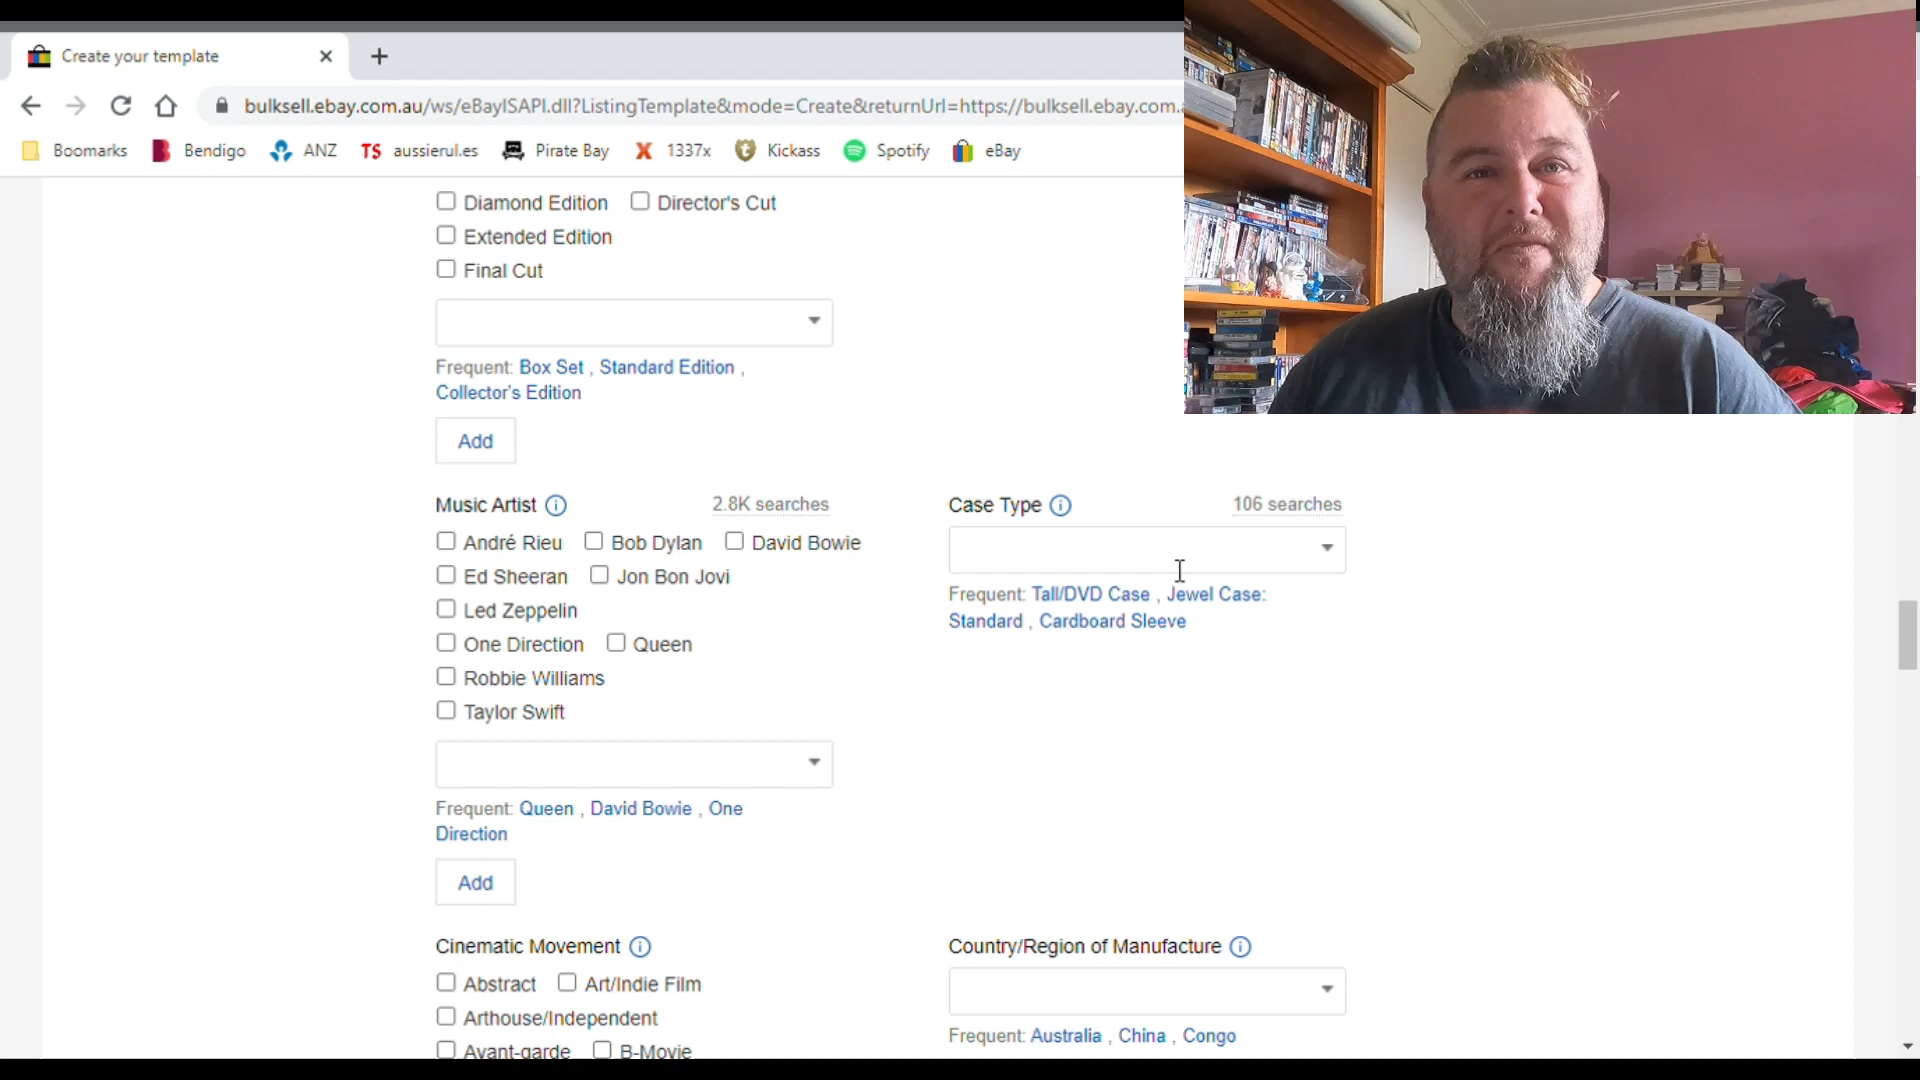 Create your template
bulksell.ebay.com.au/ws/eBayISAPI.dll?ListingTemplate&mode=Create&returnUrl=https://bulksell.ebay.com.
Boomarks Bendigo ANZ TS aussierul.es Pirate Bay 1337x Kickass Spotify eBay
Diamond Edition Director's Cut
Extended Edition
Final Cut
Frequent: Box Set , Standard Edition ,
Collector's Edition
Add
Music Artist 2.8K searches
André Rieu Bob Dylan David Bowie
Ed Sheeran Jon Bon Jovi
Led Zeppelin
One Direction Queen
Robbie Williams
Taylor Swift
Frequent: Queen , David Bowie , One
Direction
Add
Case Type 106 searches
Frequent: Tall/DVD Case , Jewel Case:
Standard , Cardboard Sleeve
Cinematic Movement
Abstract Art/Indie Film
Arthouse/Independent
Avant-garde B-Movie
Country/Region of Manufacture
Frequent: Australia , China , Congo